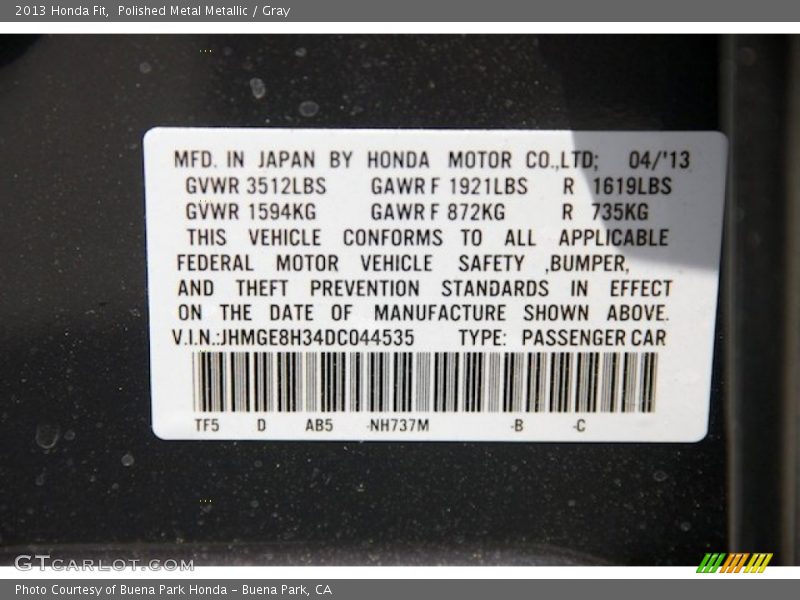 2013 Honda Fit, Polished Metal Metallic / Gray
MFD. IN JAPAN BY HONDA MOTOR CO.,LTD; 04/'13
GVWR 3512LBS GAWR F 1921LBS R 1619LBS
GVWR 1594KG GAWR F 872KG R 735KG
THIS VEHICLE CONFORMS TO ALL APPLICABLE
FEDERAL MOTOR VEHICLE SAFETY ,BUMPER,
AND THEFT PREVENTION STANDARDS IN EFFECT
ON THE DATE OF MANUFACTURE SHOWN ABOVE.
V.I.N.:JHMGE8H34DC044535 TYPE: PASSENGER CAR
TF5 D AB5 -NH737M -B -C
GTCARLOT.COM
Photo Courtesy of Buena Park Honda - Buena Park, CA